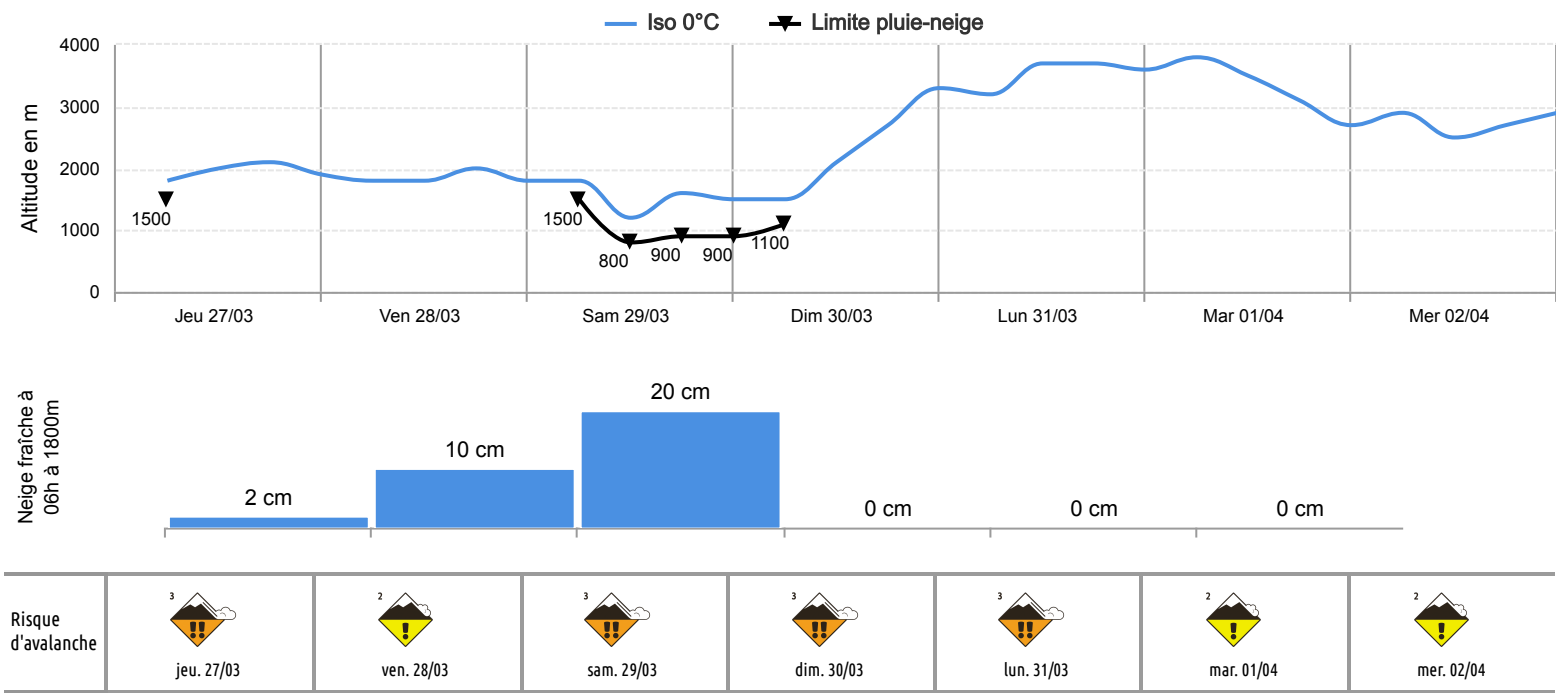 Iso 0°C Limite pluie-neige
Altitude en m
4000
3000
2000
1000
0
1500
1500
800
900
900
1100
Jeu 27/03 Ven 28/03 Sam 29/03 Dim 30/03 Lun 31/03 Mar 01/04 Mer 02/04
Neige fraîche à
06h à 1800m
2 cm 10 cm 20 cm 0 cm 0 cm 0 cm
Risque
d'avalanche
3 2 3 3 3 2 2
!! ! !! !! !! ! !
jeu. 27/03 ven. 28/03 sam. 29/03 dim. 30/03 lun. 31/03 mar. 01/04 mer. 02/04